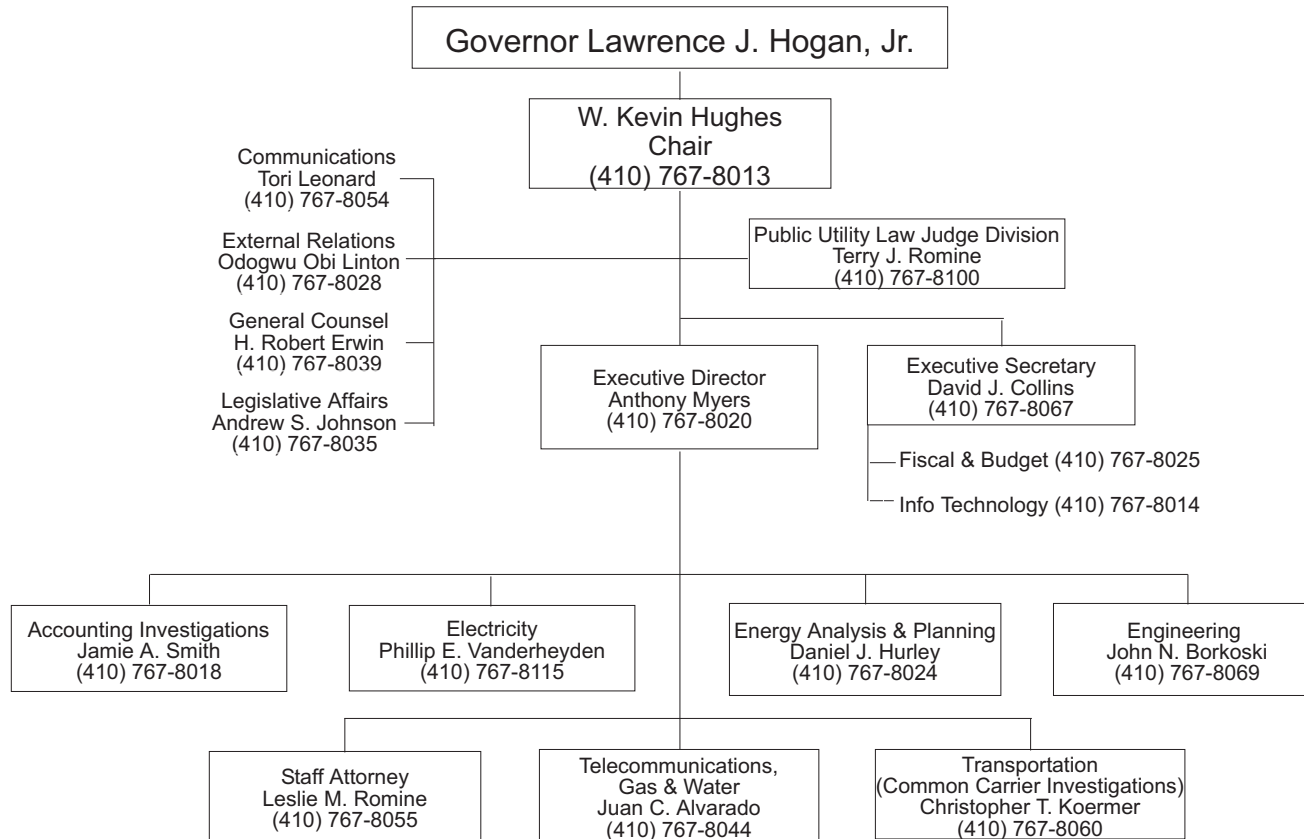 Governor Lawrence J. Hogan, Jr.
W. Kevin Hughes
Chair
(410) 767-8013
Communications
Tori Leonard
(410) 767-8054
External Relations
Odogwu Obi Linton
(410) 767-8028
General Counsel
H. Robert Erwin
(410) 767-8039
Legislative Affairs
Andrew S. Johnson
(410) 767-8035
Public Utility Law Judge Division
Terry J. Romine
(410) 767-8100
Executive Director
Anthony Myers
(410) 767-8020
Executive Secretary
David J. Collins
(410) 767-8067
Fiscal & Budget (410) 767-8025
Info Technology (410) 767-8014
Accounting Investigations
Jamie A. Smith
(410) 767-8018
Electricity
Phillip E. Vanderheyden
(410) 767-8115
Energy Analysis & Planning
Daniel J. Hurley
(410) 767-8024
Engineering
John N. Borkoski
(410) 767-8069
Staff Attorney
Leslie M. Romine
(410) 767-8055
Telecommunications,
Gas & Water
Juan C. Alvarado
(410) 767-8044
Transportation
(Common Carrier Investigations)
Christopher T. Koermer
(410) 767-8060